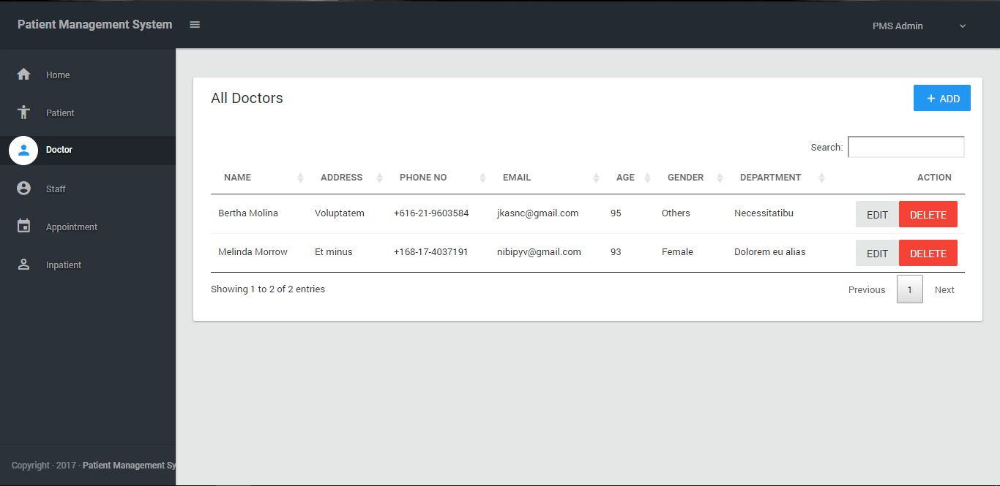 Patient Management System
PMS Admin
Home
Patient
Doctor
Staff
Appointment
Inpatient
Copyright · 2017 · Patient Management Sy
All Doctors
+ ADD
Search:
NAME ADDRESS PHONE NO EMAIL AGE GENDER DEPARTMENT ACTION
Bertha Molina Voluptatem +616-21-9603584 jkasnc@gmail.com 95 Others Necessitatibu EDIT DELETE
Melinda Morrow Et minus +168-17-4037191 nibipyv@gmail.com 93 Female Dolorem eu alias EDIT DELETE
Showing 1 to 2 of 2 entries
Previous 1 Next